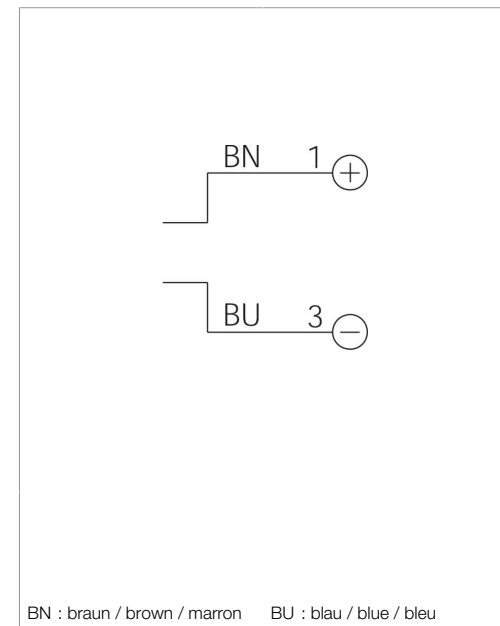 BN 1 +
BU 3 −
BN : braun / brown / marron BU : blau / blue / bleu